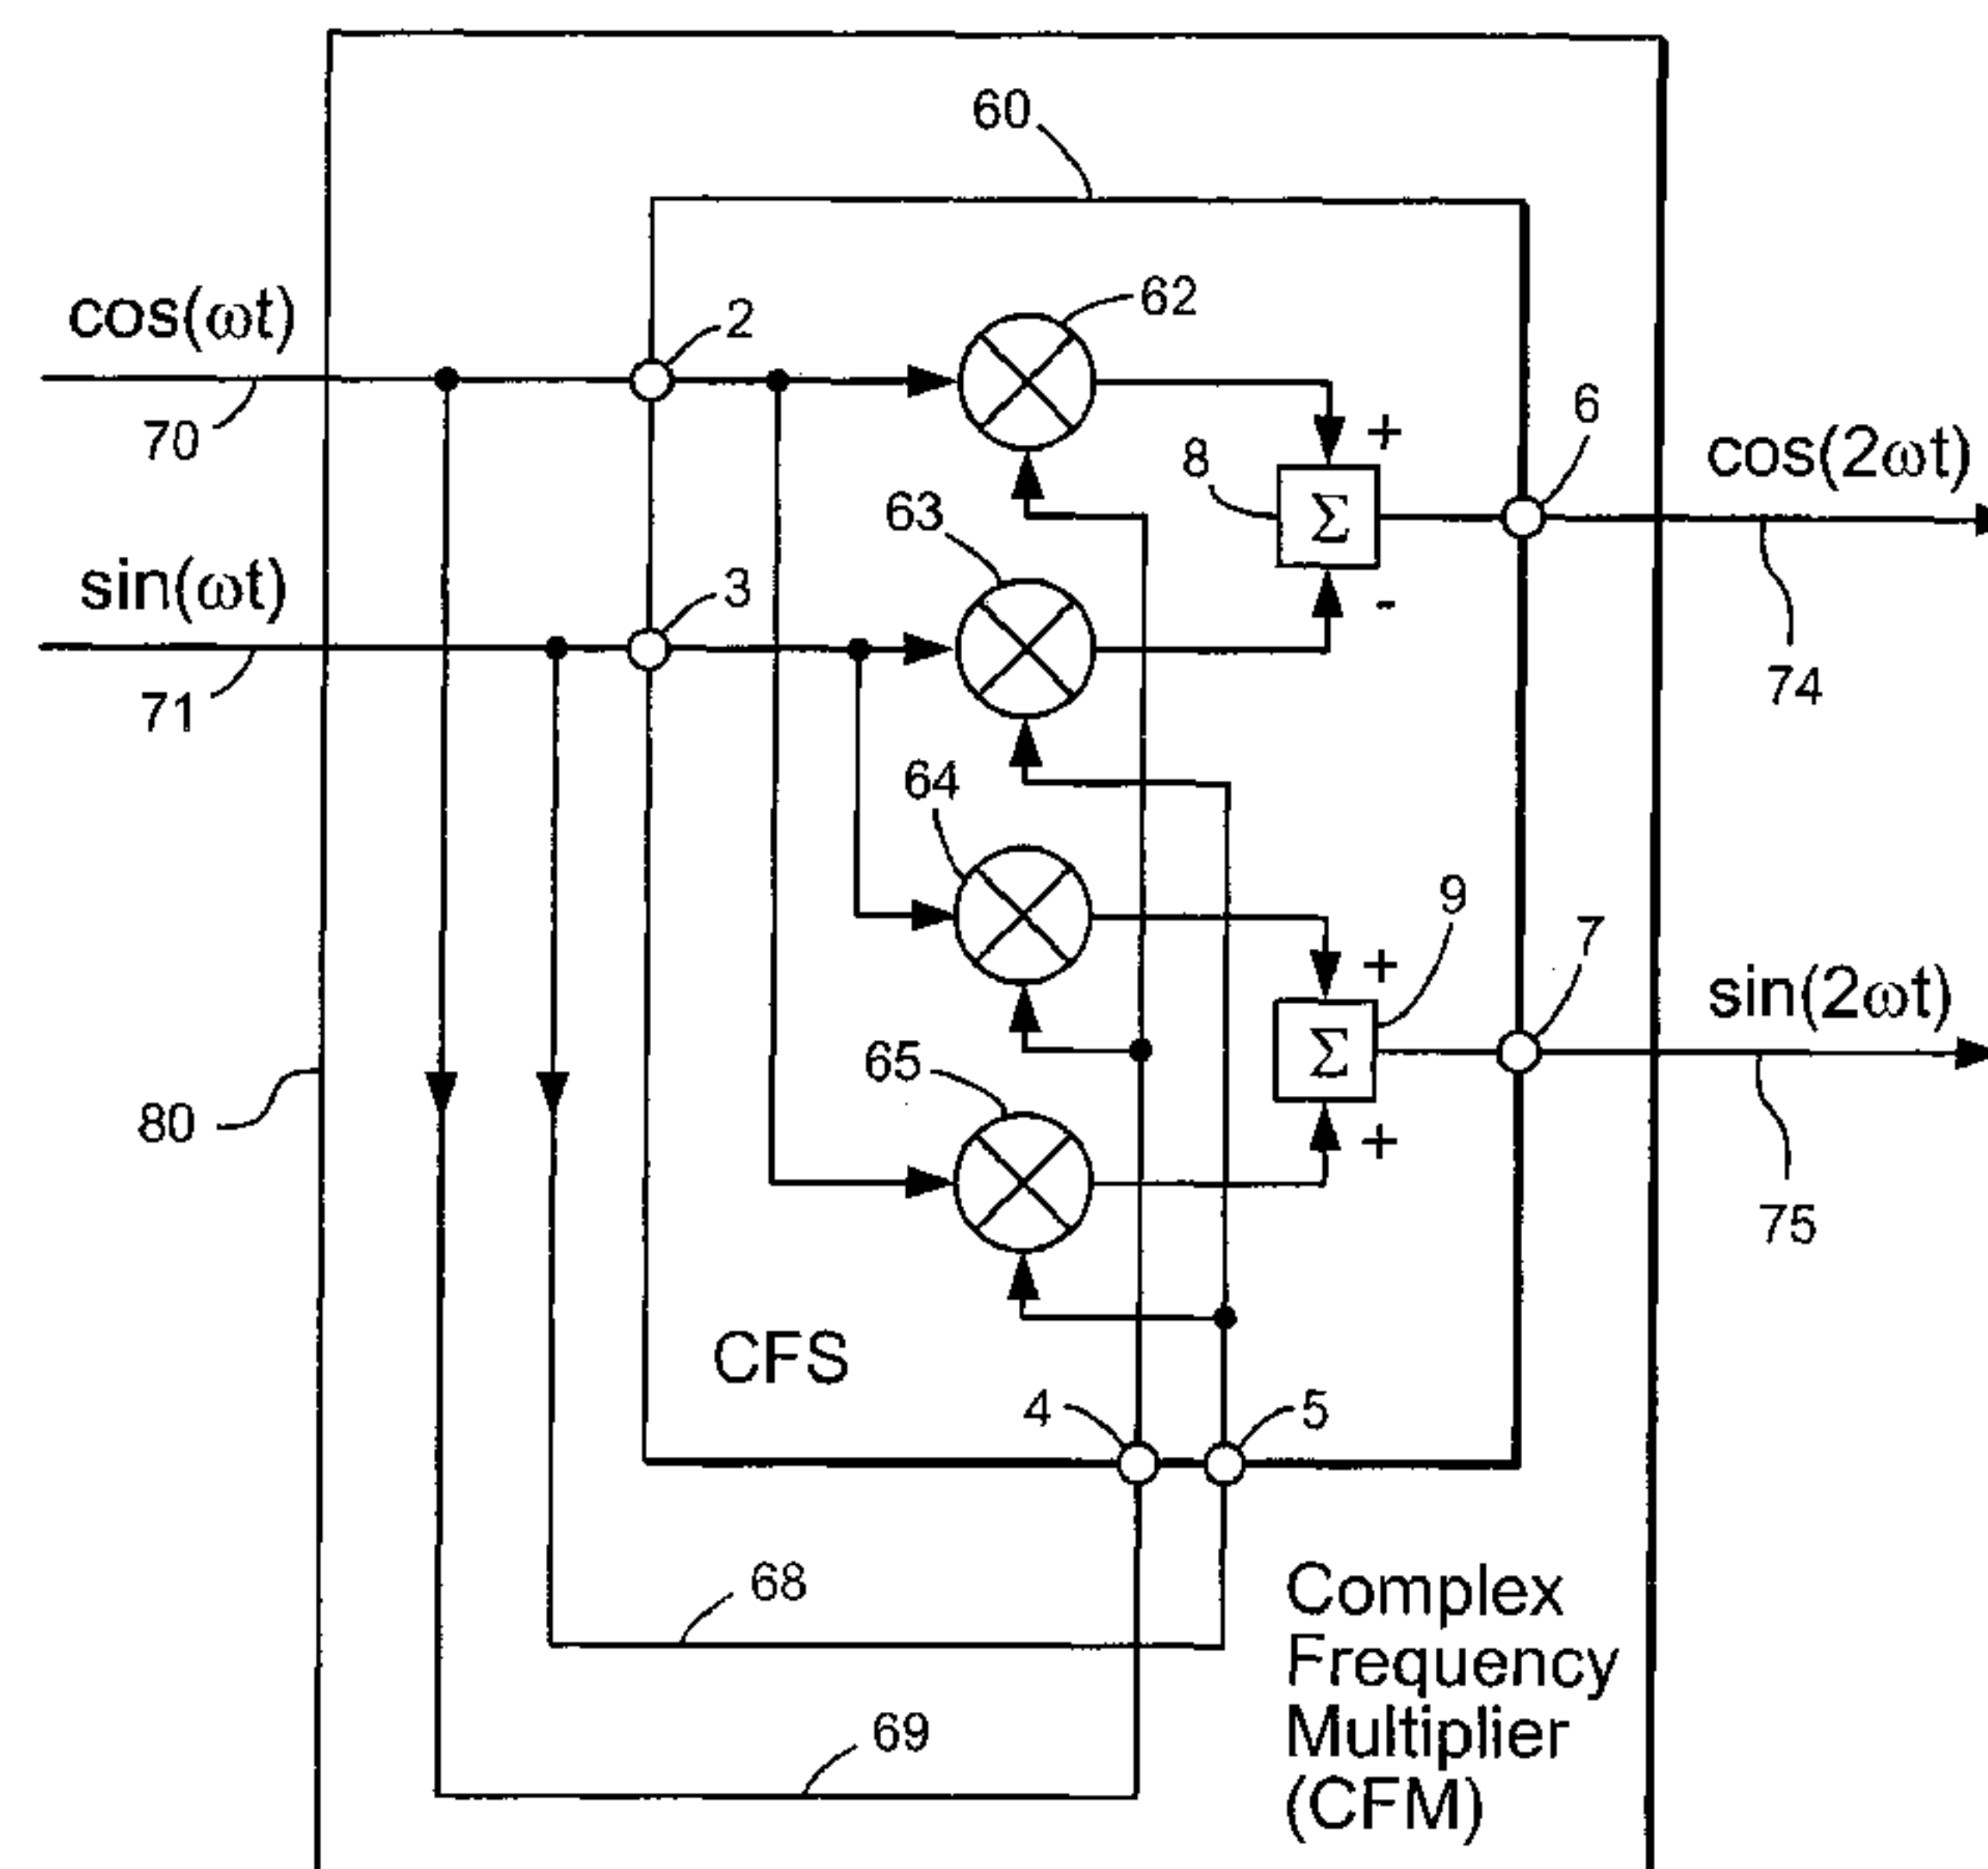 60
cos(ωt)
2
62
70
+
6
8
Σ
cos(2ωt)
63
sin(ωt)
3
-
71
74
64
9
+
7
sin(2ωt)
65
Σ
80
+
75
CFS
4
5
68
69
Complex
Frequency
Multiplier
(CFM)